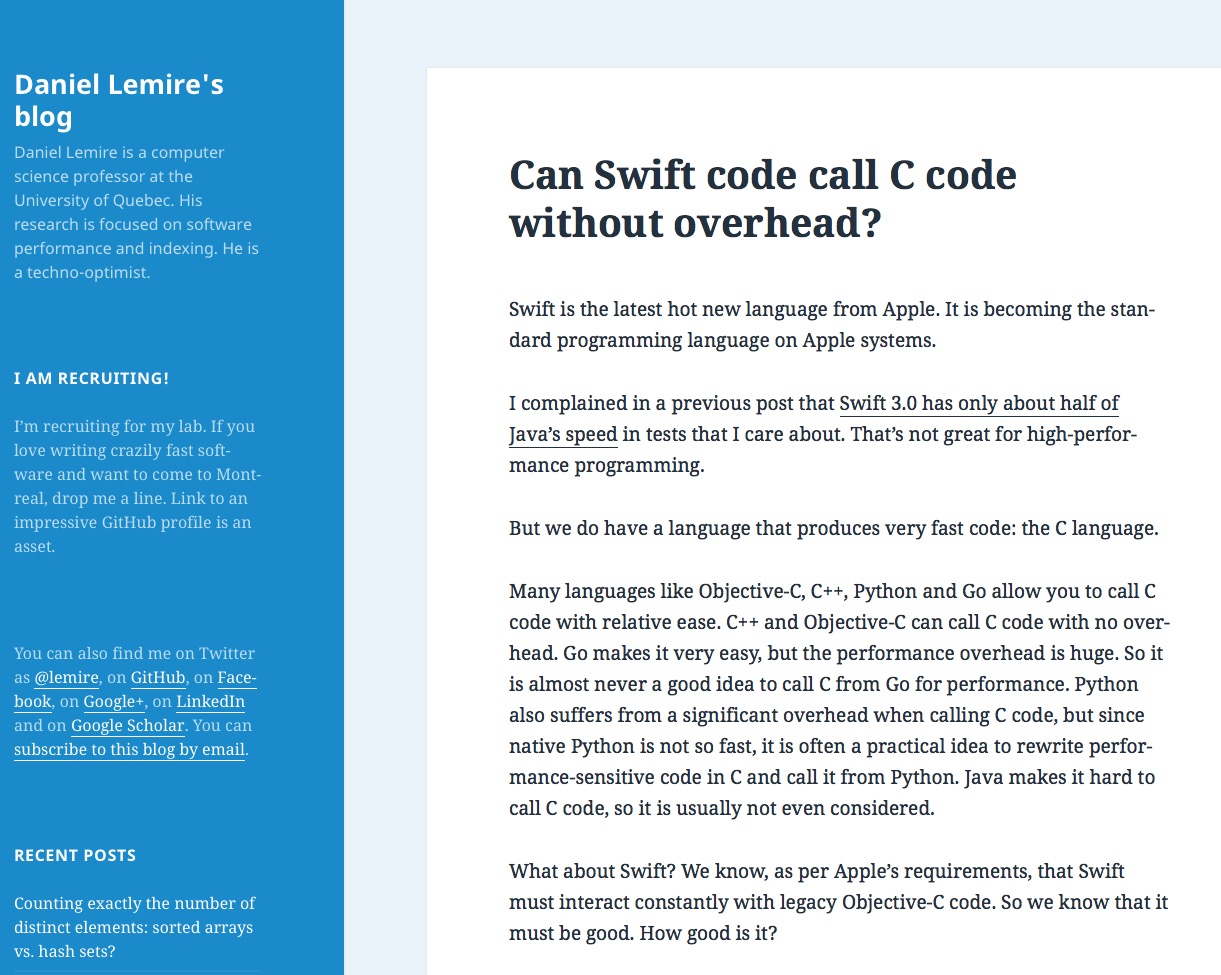 Daniel Lemire's
blog
Daniel Lemire is a computer
science professor at the
University of Quebec. His
research is focused on software
performance and indexing. He is
a techno-optimist.
I AM RECRUITING!
I’m recruiting for my lab. If you
love writing crazily fast soft-
ware and want to come to Mont-
real, drop me a line. Link to an
impressive GitHub profile is an
asset.
You can also find me on Twitter
as @lemire, on GitHub, on Face-
book, on Google+, on LinkedIn
and on Google Scholar. You can
subscribe to this blog by email.
RECENT POSTS
Counting exactly the number of
distinct elements: sorted arrays
vs. hash sets?
Can Swift code call C code
without overhead?
Swift is the latest hot new language from Apple. It is becoming the stan-
dard programming language on Apple systems.
I complained in a previous post that Swift 3.0 has only about half of
Java’s speed in tests that I care about. That’s not great for high-perfor-
mance programming.
But we do have a language that produces very fast code: the C language.
Many languages like Objective-C, C++, Python and Go allow you to call C
code with relative ease. C++ and Objective-C can call C code with no over-
head. Go makes it very easy, but the performance overhead is huge. So it
is almost never a good idea to call C from Go for performance. Python
also suffers from a significant overhead when calling C code, but since
native Python is not so fast, it is often a practical idea to rewrite perfor-
mance-sensitive code in C and call it from Python. Java makes it hard to
call C code, so it is usually not even considered.
What about Swift? We know, as per Apple’s requirements, that Swift
must interact constantly with legacy Objective-C code. So we know that it
must be good. How good is it?